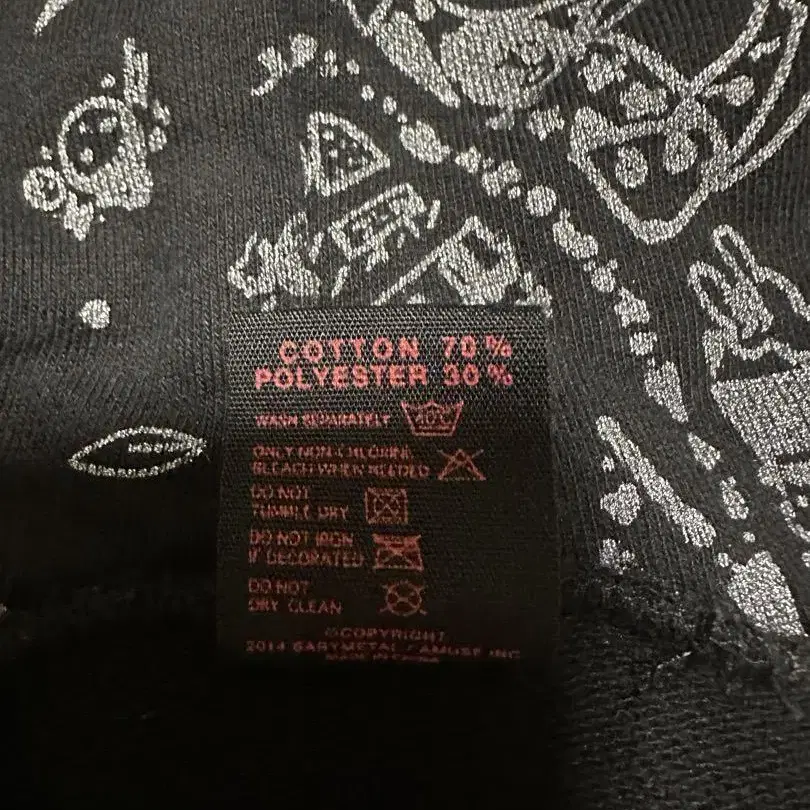 COTTON 70%
POLYESTER 30%
WASH SEPARATELY
40℃
ONLY NON-CHLORINE
BLEACH WHEN NEEDED
DO NOT
TUMBLE DRY
DO NOT IRON
IF DECORATED
DO NOT
DRY CLEAN
©COPYRIGHT
2014 BABYMETAL / AMUSE INC.
MADE IN CHINA